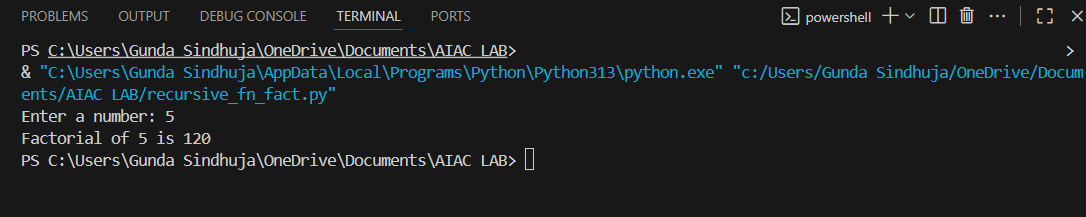 PROBLEMS OUTPUT DEBUG CONSOLE TERMINAL PORTS powershell
PS C:\Users\Gunda Sindhuja\OneDrive\Documents\AIAC LAB> >
& "C:\Users\Gunda Sindhuja\AppData\Local\Programs\Python\Python313\python.exe" "c:/Users/Gunda Sindhuja/OneDrive/Docum
ents/AIAC LAB/recursive_fn_fact.py"
Enter a number: 5
Factorial of 5 is 120
PS C:\Users\Gunda Sindhuja\OneDrive\Documents\AIAC LAB>